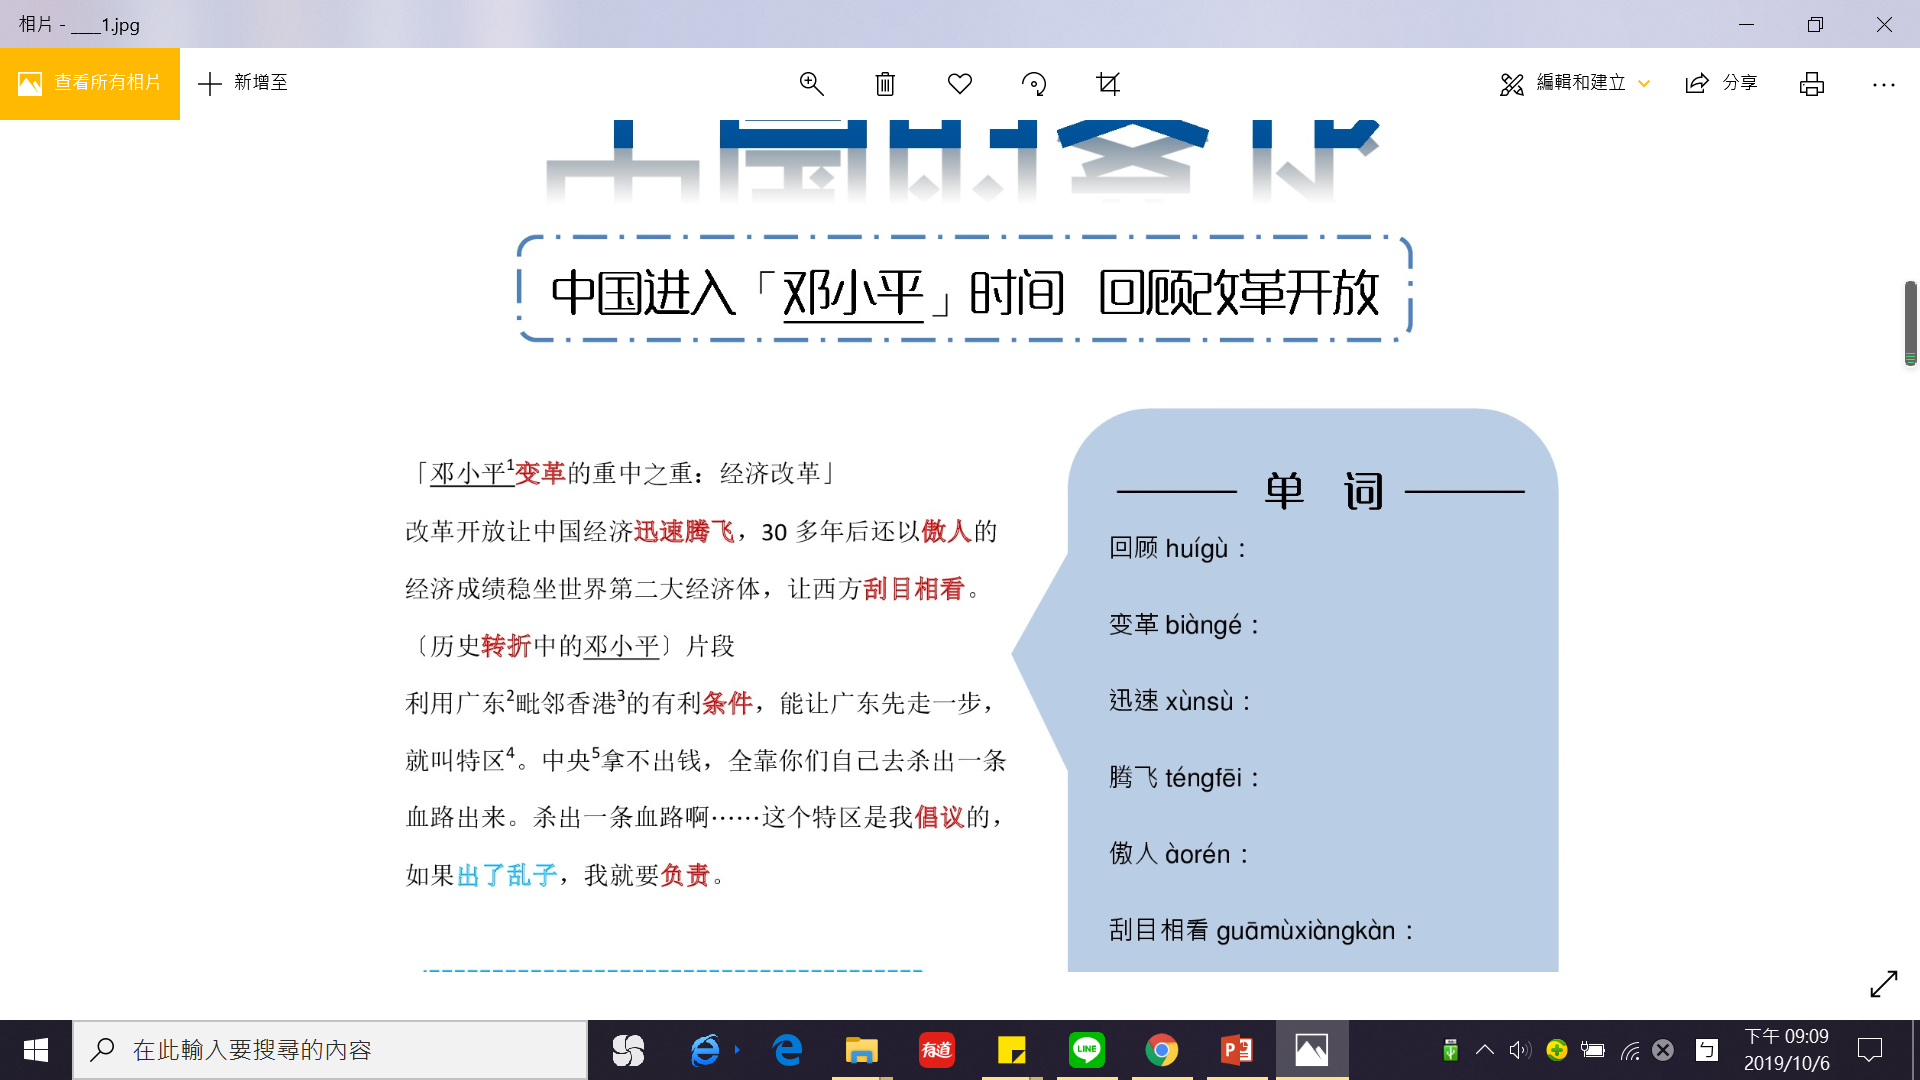 相片 - ____1.jpg
查看所有相片
新增至
編輯和建立
分享
中国进入「邓小平」时间 回顾改革开放
「邓小平1变革的重中之重：经济改革」
改革开放让中国经济迅速腾飞，30 多年后还以傲人的
经济成绩稳坐世界第二大经济体，让西方刮目相看。
〔历史转折中的邓小平〕片段
利用广东2毗邻香港3的有利条件，能让广东先走一步，
就叫特区4。中央5拿不出钱，全靠你们自己去杀出一条
血路出来。杀出一条血路啊……这个特区是我倡议的，
如果出了乱子，我就要负责。
单 词
回顾 huígù：
变革 biàngé：
迅速 xùnsù：
腾飞 téngfēi：
傲人 àorén：
刮目相看 guāmùxiàngkàn：
在此輸入要搜尋的內容
有道
LINE
ㄅ
下午 09:09
2019/10/6